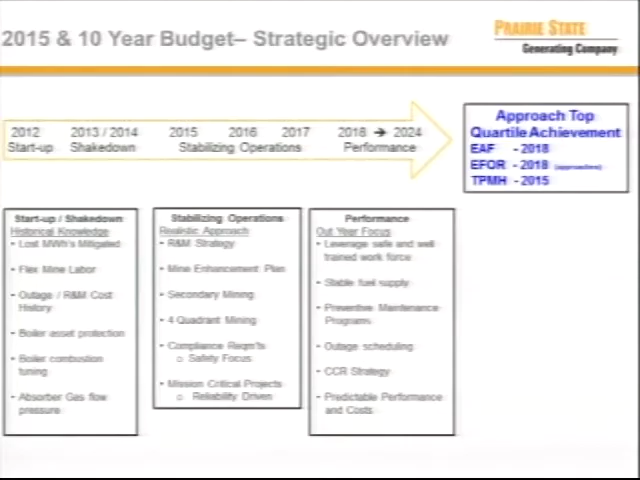 2015 & 10 Year Budget– Strategic Overview
PRAIRIE STATE
Generating Company
2012 2013 / 2014 2015 2016 2017 2018 ➔ 2024
Start-up Shakedown Stabilizing Operations Performance
Approach Top
Quartile Achievement
EAF - 2018
EFOR - 2018
TPMH - 2015
Start-up / Shakedown
Historical Knowledge
• Lost MWh's Mitigated
• Flex Mine Labor
• Outage / R&M Cost
History
• Boiler asset protection
• Boiler combustion
tuning
• Absorber Gas flow
pressure
Stabilizing Operations
Realistic Approach
• R&M Strategy
• Mine Enhancement Plan
• Secondary Mining
• 4 Quadrant Mining
• Compliance Reqm'ts
o Safety Focus
• Mission Critical Projects
o Reliability Driven
Performance
Out Year Focus
• Leverage safe and well
trained work force
• Stable fuel supply
• Preventive Maintenance
Programs
• Outage scheduling
• CCR Strategy
• Predictable Performance
and Costs